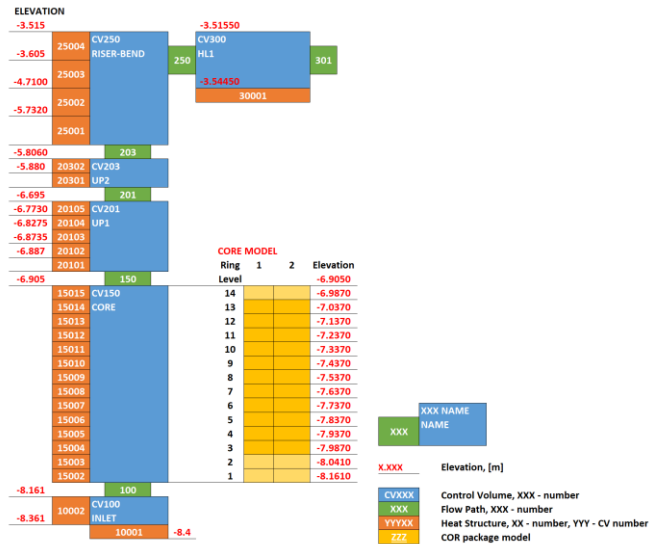 ELEVATION
-3.515
-3.51550
25004
CV250
RISER-BEND
CV300
HL1
-3.605
250
301
25003
-4.7100
-3.54450
30001
25002
-5.7320
25001
-5.8060
203
-5.880
20302
CV203
20301
UP2
-6.695
201
-6.7730
20105
CV201
-6.8275
20104
UP1
-6.8735
20103
-6.887
20102
20101
CORE MODEL
Ring 1 2 Elevation
-6.905
150
Level -6.9050
15015 CV150 14 -6.9870
15014 CORE 13 -7.0370
15013 12 -7.1370
15012 11 -7.2370
15011 10 -7.3370
15010 9 -7.4370
15009 8 -7.5370
15008 7 -7.6370
15007 6 -7.7370
15006 5 -7.8370
15005 4 -7.9370
15004 3 -7.9870
15003 2 -8.0410
15002 1 -8.1610
-8.161
100
10002
CV100
INLET
-8.361
10001
-8.4
XXX
XXX NAME
NAME
X.XXX Elevation, [m]
CVXXX Control Volume, XXX - number
XXX Flow Path, XXX - number
YYYXX Heat Structure, XX - number, YYY - CV number
ZZZ COR package model